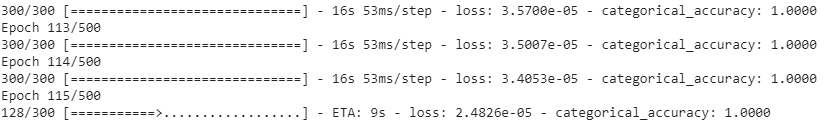 300/300 [==============================] - 16s 53ms/step - loss: 3.5700e-05 - categorical_accuracy: 1.0000
Epoch 113/500
300/300 [==============================] - 16s 53ms/step - loss: 3.5007e-05 - categorical_accuracy: 1.0000
Epoch 114/500
300/300 [==============================] - 16s 53ms/step - loss: 3.4053e-05 - categorical_accuracy: 1.0000
Epoch 115/500
128/300 [===========>..................] - ETA: 9s - loss: 2.4826e-05 - categorical_accuracy: 1.0000